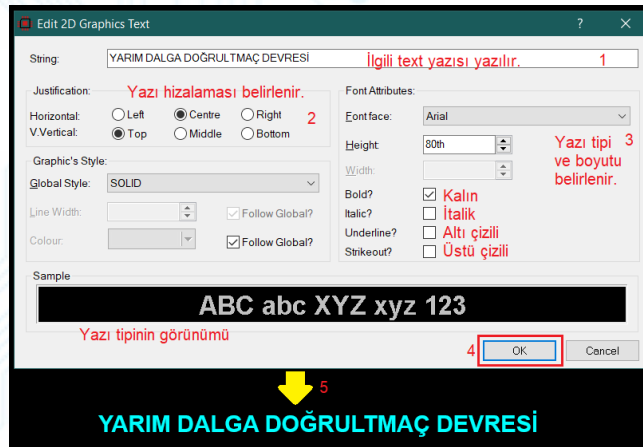 Edit 2D Graphics Text
String: YARIM DALGA DOĞRULTMAÇ DEVRESİ İlgili text yazısı yazılır. 1
Justification: Yazı hizalaması belirlenir.
Horizontal: Left Centre Right 2
V.Vertical: Top Middle Bottom
Graphic's Style:
Global Style: SOLID
Line Width: Follow Global?
Colour: Follow Global?
Font Attributes:
Font face: Arial
Height: 80th
Width:
Yazı tipi 3
ve boyutu
belirlenir.
Bold? Kalın
Italic? İtalik
Underline? Altı çizili
Strikeout? Üstü çizili
Sample
ABC abc XYZ xyz 123
Yazı tipinin görünümü
4 OK Cancel
5
YARIM DALGA DOĞRULTMAÇ DEVRESİ